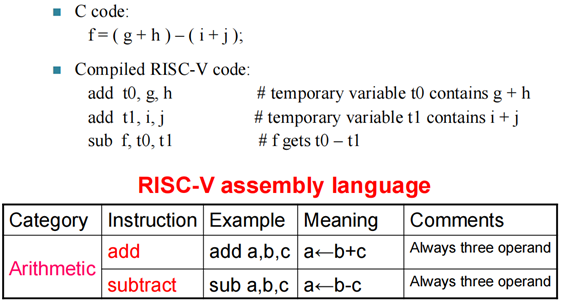 C code:
f = ( g + h ) – ( i + j );
Compiled RISC-V code:
add t0, g, h # temporary variable t0 contains g + h
add t1, i, j # temporary variable t1 contains i + j
sub f, t0, t1 # f gets t0 – t1
RISC-V assembly language
Category Instruction Example Meaning Comments
Arithmetic
add add a,b,c a←b+c Always three operand
subtract sub a,b,c a←b-c Always three operand